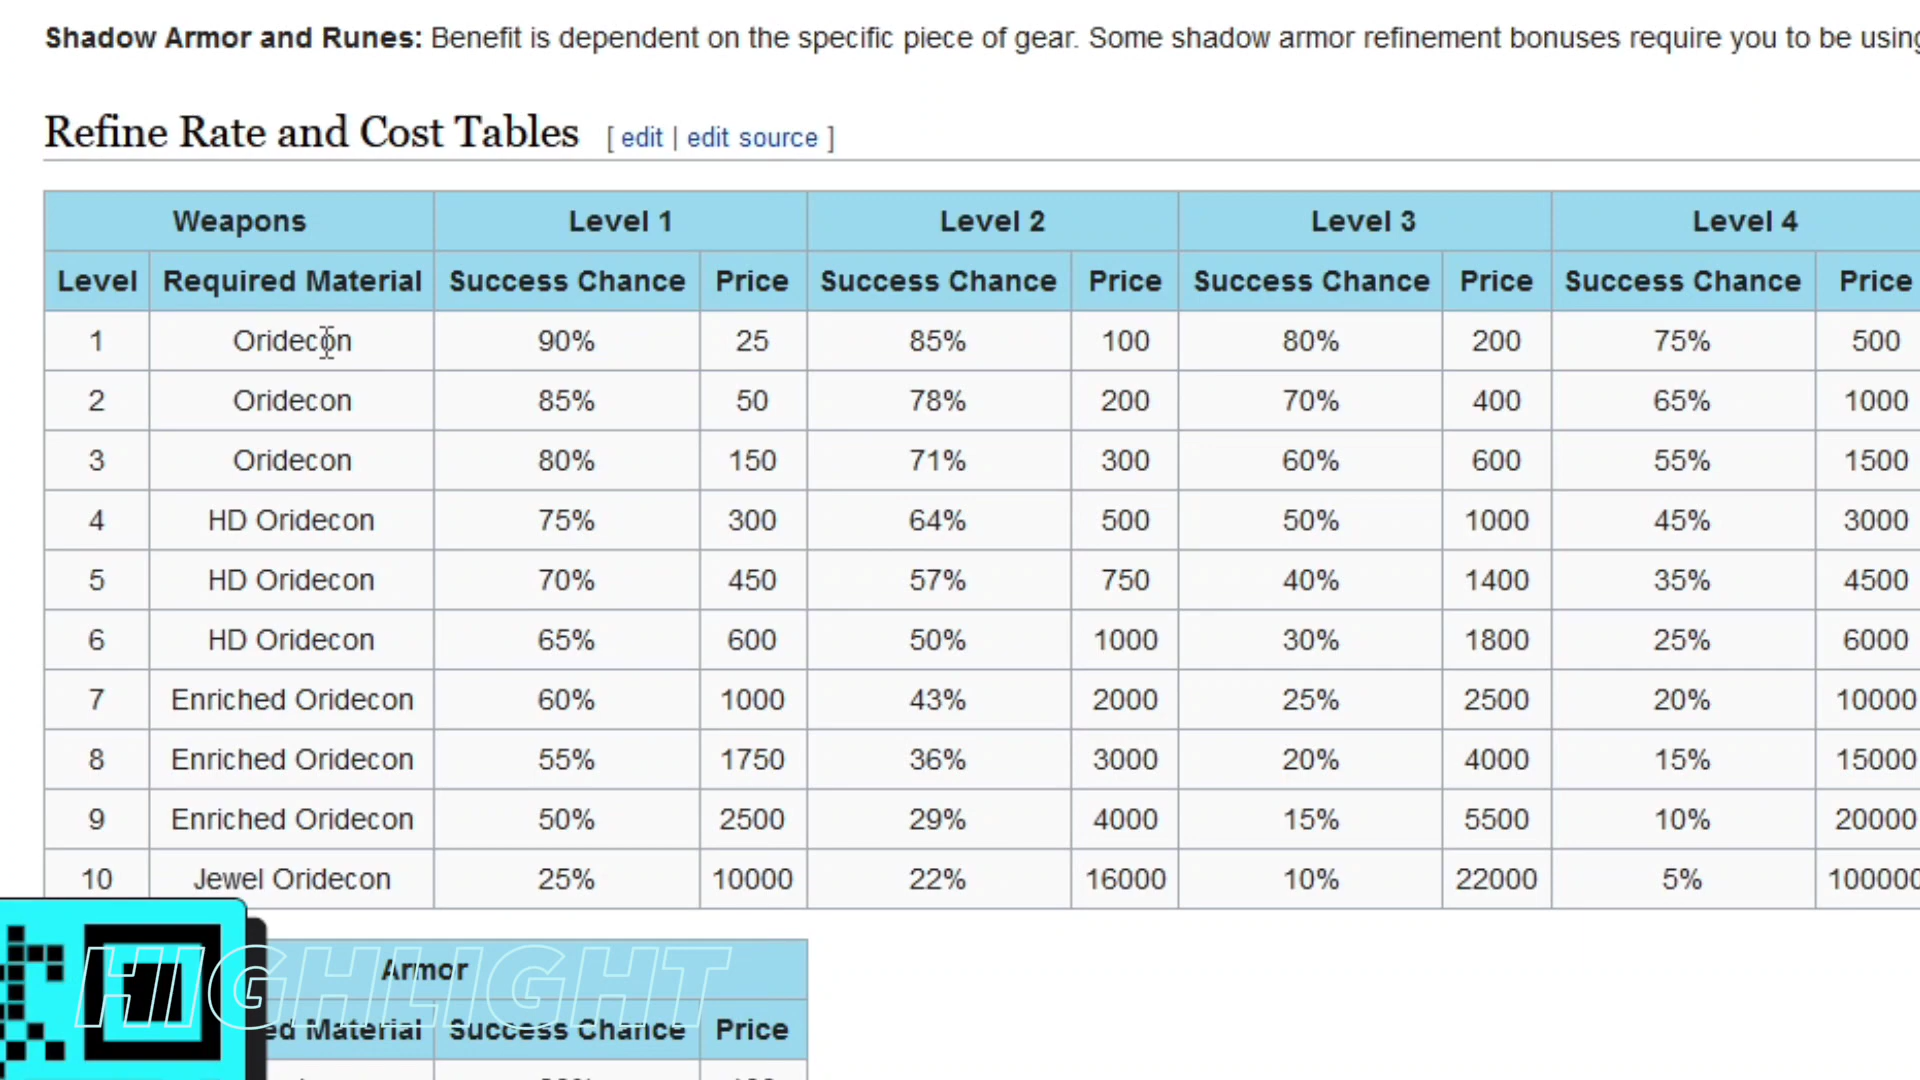 Shadow Armor and Runes: Benefit is dependent on the specific piece of gear. Some shadow armor refinement bonuses require you to be using
Refine Rate and Cost Tables [ edit | edit source ]
Weapons Level 1 Level 2 Level 3 Level 4
Level Required Material Success Chance Price Success Chance Price Success Chance Price Success Chance Price
1 Oridecon 90% 25 85% 100 80% 200 75% 500
2 Oridecon 85% 50 78% 200 70% 400 65% 1000
3 Oridecon 80% 150 71% 300 60% 600 55% 1500
4 HD Oridecon 75% 300 64% 500 50% 1000 45% 3000
5 HD Oridecon 70% 450 57% 750 40% 1400 35% 4500
6 HD Oridecon 65% 600 50% 1000 30% 1800 25% 6000
7 Enriched Oridecon 60% 1000 43% 2000 25% 2500 20% 10000
8 Enriched Oridecon 55% 1750 36% 3000 20% 4000 15% 15000
9 Enriched Oridecon 50% 2500 29% 4000 15% 5500 10% 20000
10 Jewel Oridecon 25% 10000 22% 16000 10% 22000 5% 100000
Armor
HIGHLIGHT
ed Material Success Chance Price